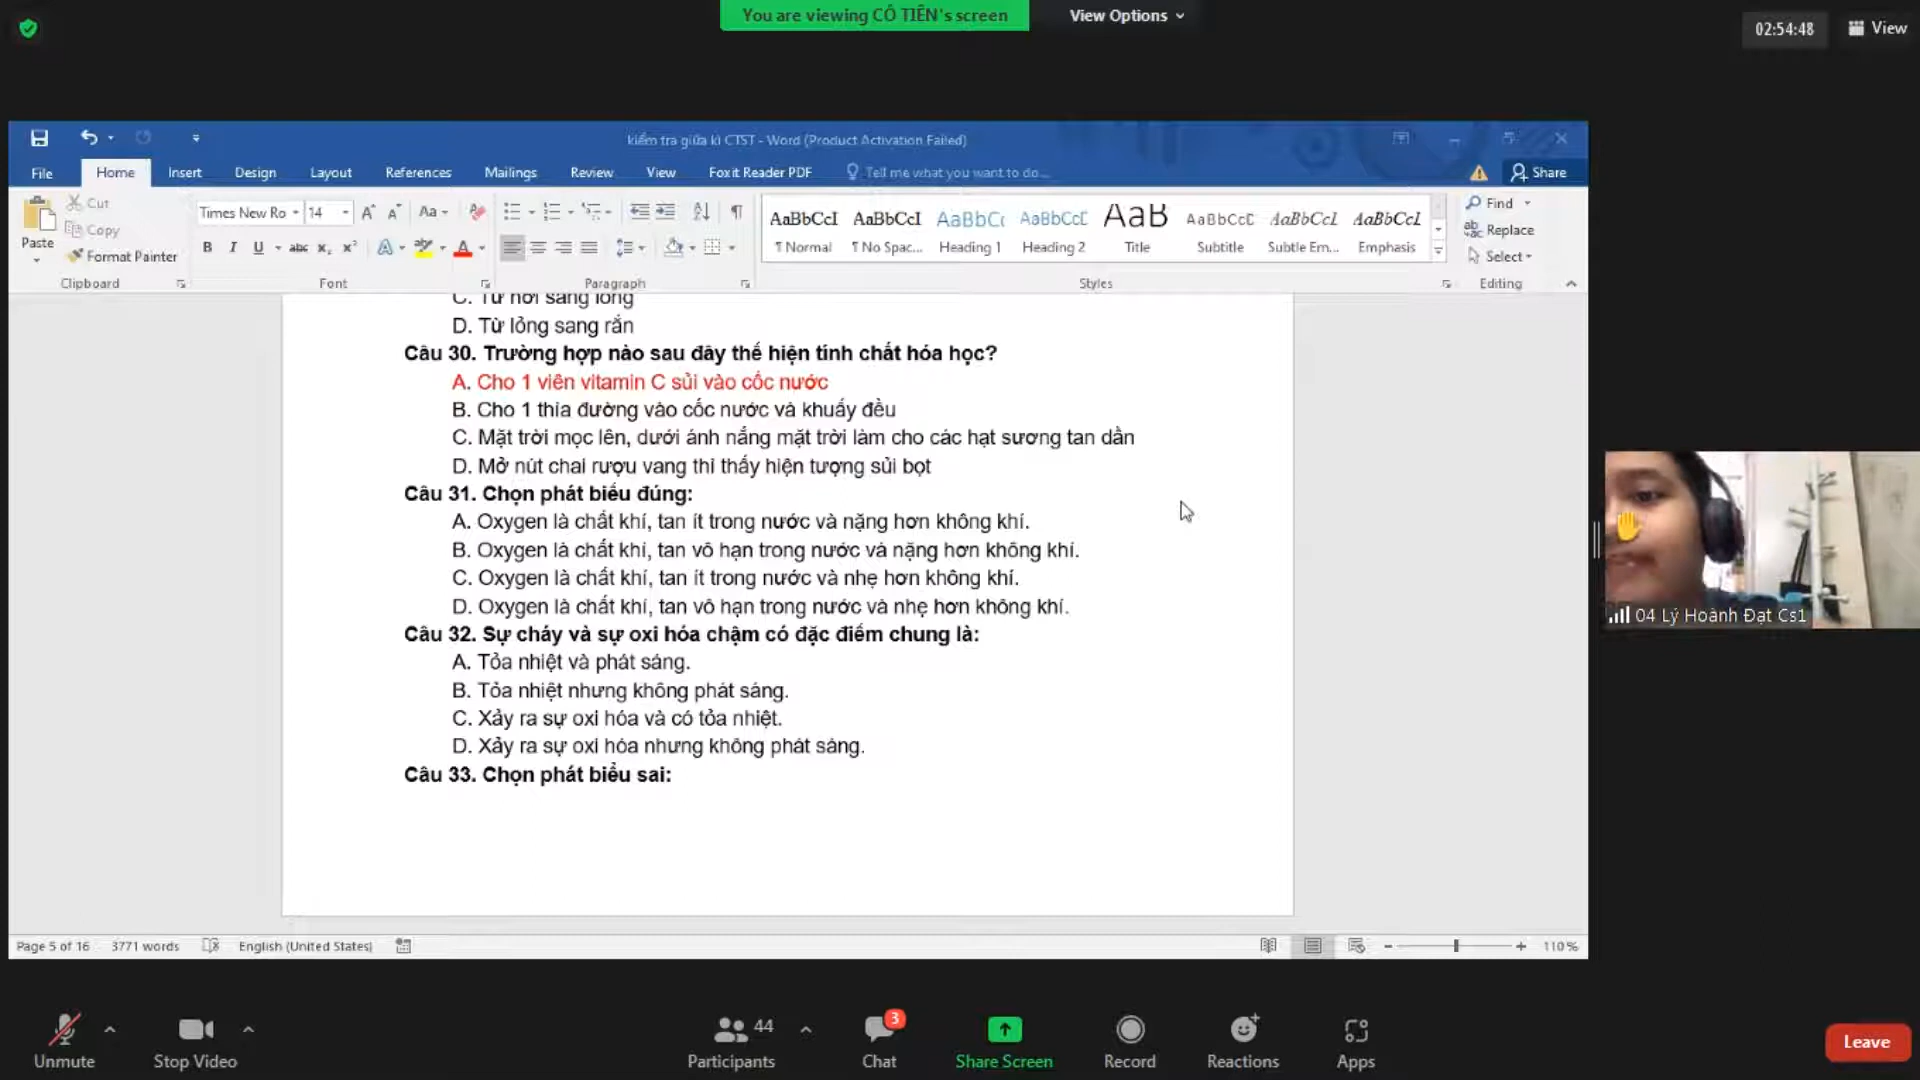 You are viewing CÔ TIÊN's screen
View Options
02:54:48
View
kiểm tra giữa kì CTST - Word (Product Activation Failed)
File
Home
Insert
Design
Layout
References
Mailings
Review
View
Foxit Reader PDF
Tell me what you want to do...
Share
Paste
Cut
Copy
Format Painter
Clipboard
Times New Ro
14
Font
Paragraph
AaBbCcI
¶ Normal
AaBbCcI
¶ No Spac...
AaBbCc
Heading 1
AaBbCcD
Heading 2
AaB
Title
AaBbCcD
Subtitle
AaBbCcI
Subtle Em...
AaBbCcI
Emphasis
Styles
Find
Replace
Select
Editing
C. Từ hơi sang lỏng
D. Từ lỏng sang rắn
Câu 30. Trường hợp nào sau đây thể hiện tính chất hóa học?
A. Cho 1 viên vitamin C sủi vào cốc nước
B. Cho 1 thìa đường vào cốc nước và khuấy đều
C. Mặt trời mọc lên, dưới ánh nắng mặt trời làm cho các hạt sương tan dần
D. Mở nút chai rượu vang thì thấy hiện tượng sủi bọt
Câu 31. Chọn phát biểu đúng:
A. Oxygen là chất khí, tan ít trong nước và nặng hơn không khí.
B. Oxygen là chất khí, tan vô hạn trong nước và nặng hơn không khí.
C. Oxygen là chất khí, tan ít trong nước và nhẹ hơn không khí.
D. Oxygen là chất khí, tan vô hạn trong nước và nhẹ hơn không khí.
Câu 32. Sự cháy và sự oxi hóa chậm có đặc điểm chung là:
A. Tỏa nhiệt và phát sáng.
B. Tỏa nhiệt nhưng không phát sáng.
C. Xảy ra sự oxi hóa và có tỏa nhiệt.
D. Xảy ra sự oxi hóa nhưng không phát sáng.
Câu 33. Chọn phát biểu sai:
04 Lý Hoành Đạt Cs1
Page 5 of 16
3771 words
English (United States)
110%
Unmute
Stop Video
44
Participants
3
Chat
Share Screen
Record
Reactions
Apps
Leave